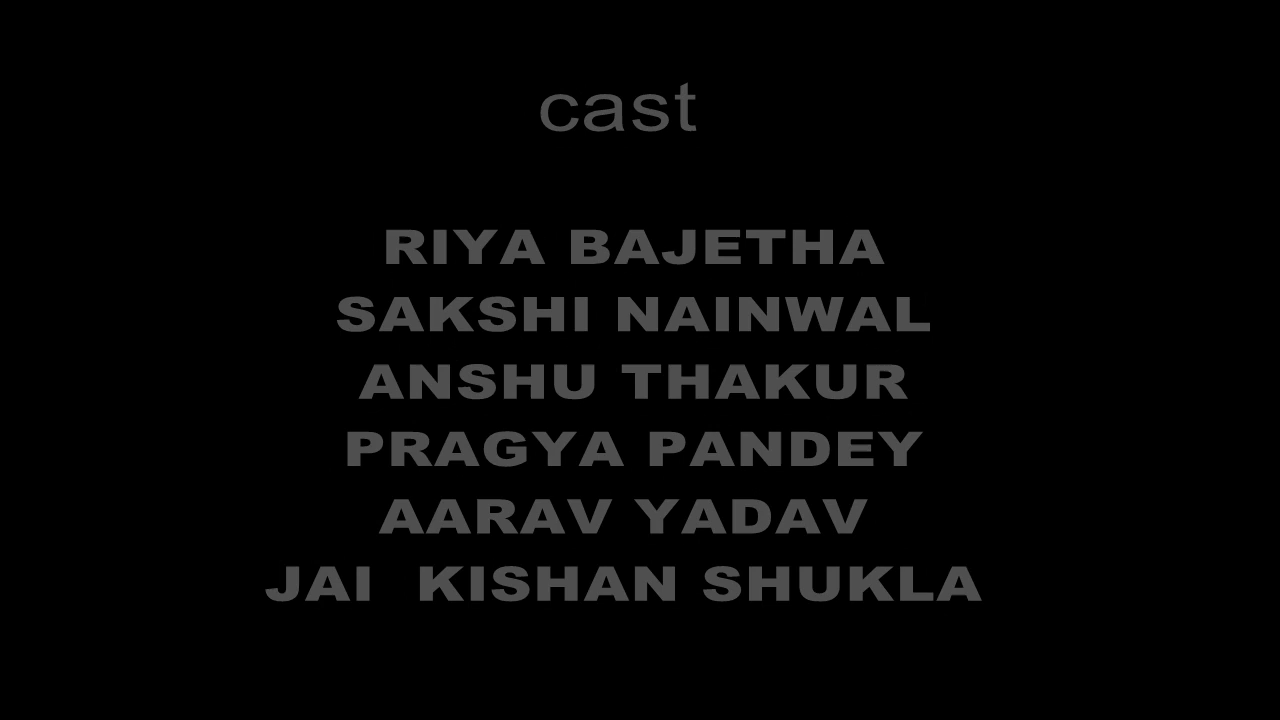 cast
RIYA BAJETHA
SAKSHI NAINWAL
ANSHU THAKUR
PRAGYA PANDEY
AARAV YADAV
JAI  KISHAN SHUKLA